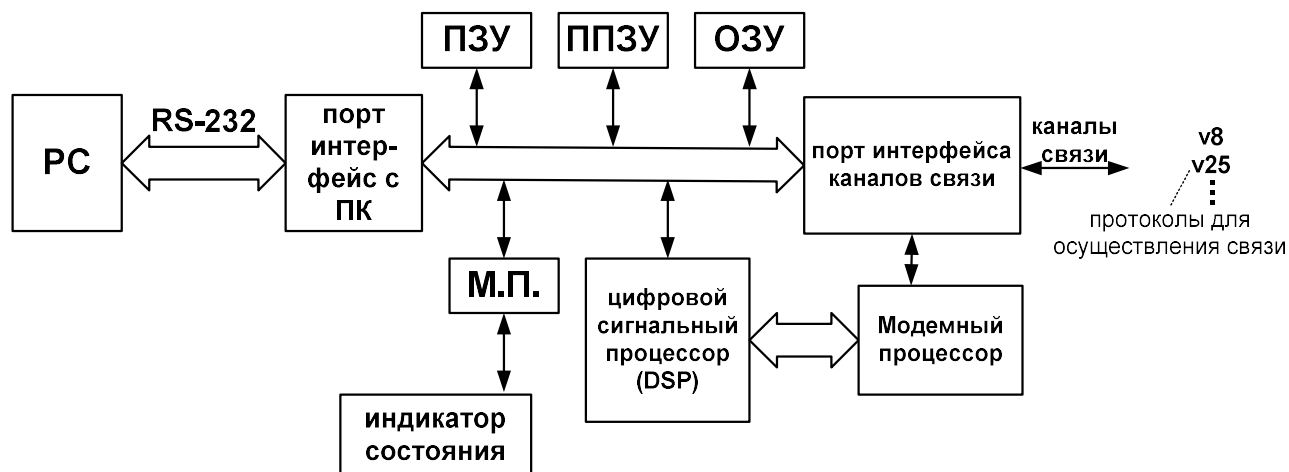 ПЗУ
ППЗУ
ОЗУ
PC
RS-232
порт
интер-
фейс с
ПК
порт интерфейса
каналов связи
каналы
связи
v8
v25
протоколы для
осуществления связи
М.П.
цифровой
сигнальный
процессор
(DSP)
Модемный
процессор
индикатор
состояния